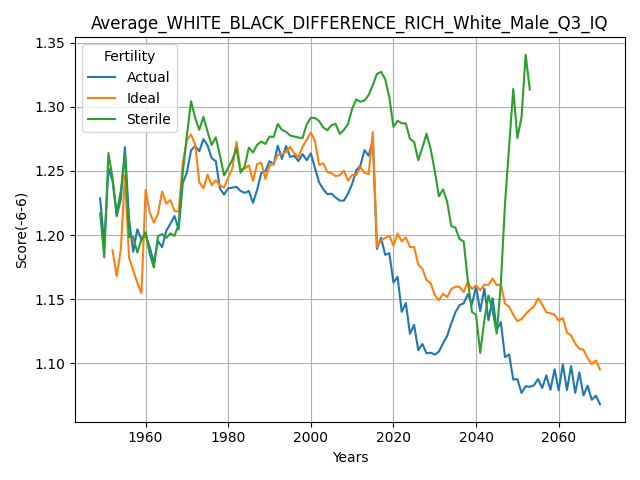 Average_WHITE_BLACK_DIFFERENCE_RICH_White_Male_Q3_IQ
1.35
1.30
1.25
1.20
1.15
1.10
Score(-6-6)
Fertility
Actual
Ideal
Sterile
1960
1980
2000
2020
2040
2060
Years